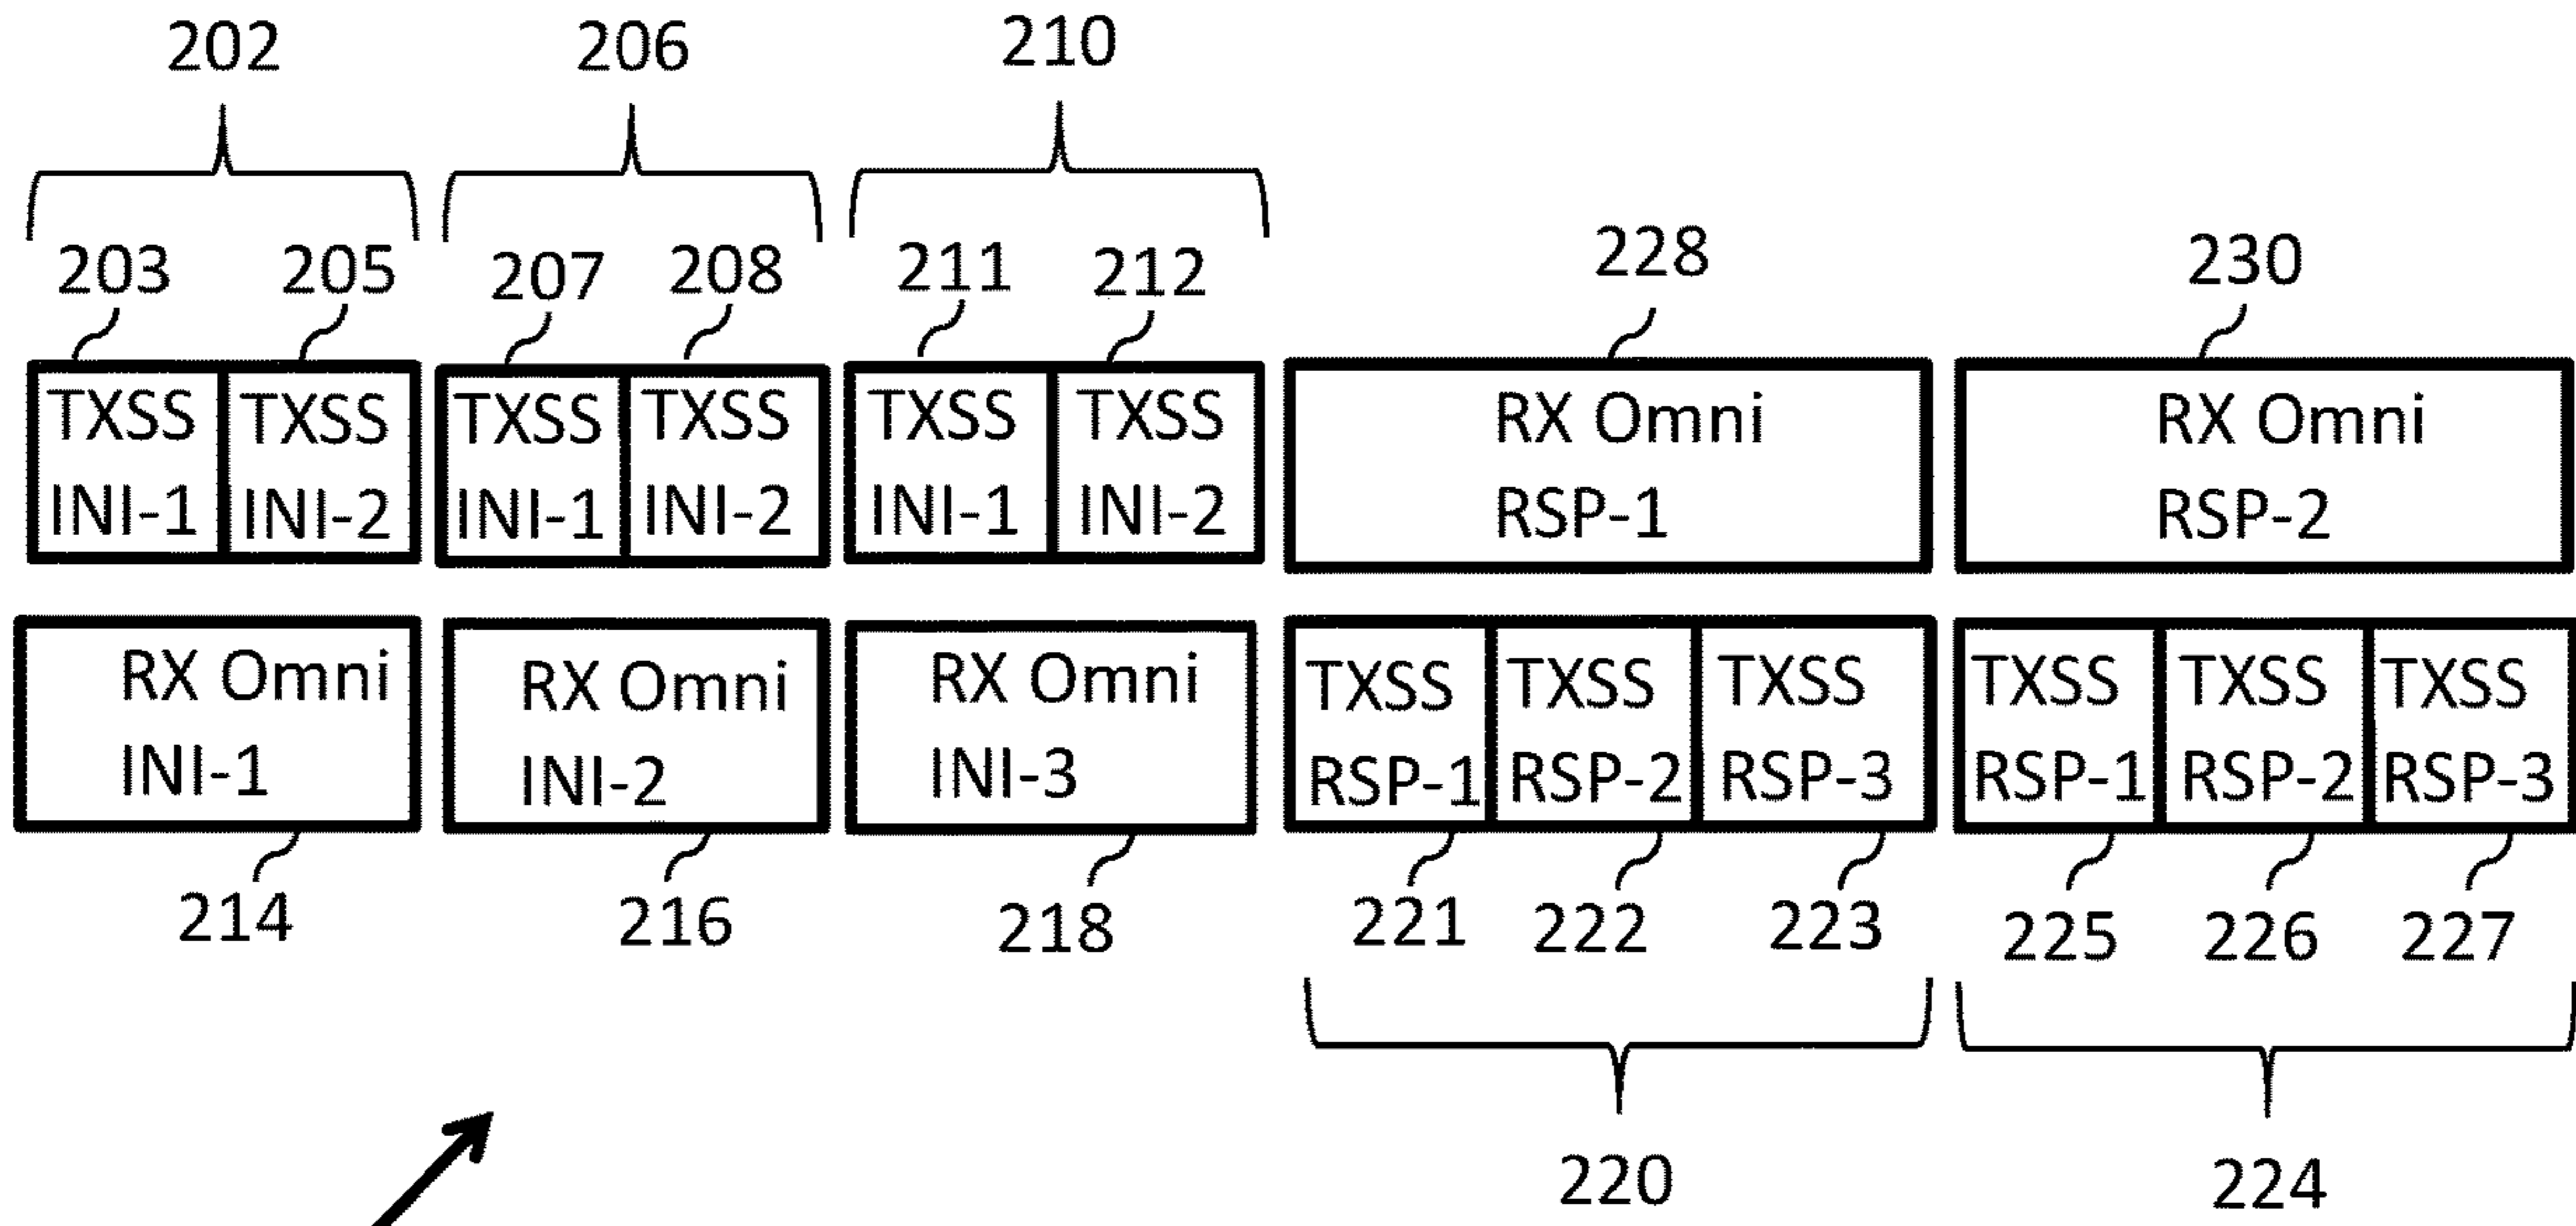 202 206 210
203 205 207 208 211 212 228 230
TXSS TXSS TXSS TXSS TXSS TXSS RX Omni RX Omni
INI-1 INI-2 INI-1 INI-2 INI-1 INI-2 RSP-1 RSP-2
RX Omni RX Omni RX Omni TXSS TXSS TXSS TXSS TXSS TXSS
INI-1 INI-2 INI-3 RSP-1 RSP-2 RSP-3 RSP-1 RSP-2 RSP-3
214 216 218 221 222 223 225 226 227
220 224